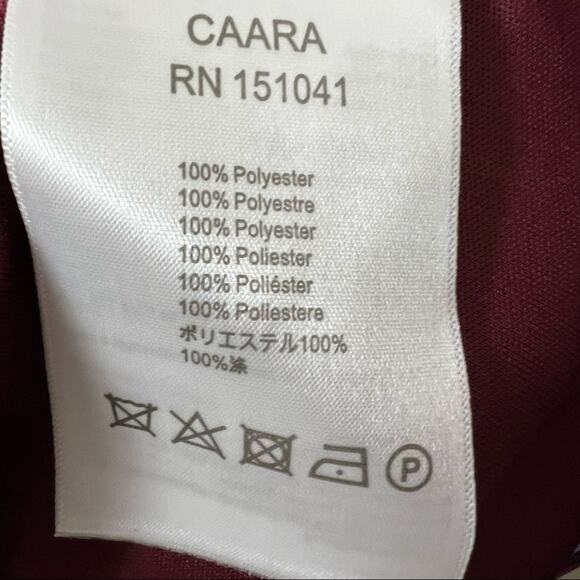 CAARA
RN 151041
100% Polyester
100% Polyestre
100% Polyester
100% Poliester
100% Poliéster
100% Poliestere
ポリエステル100%
100%涤
P